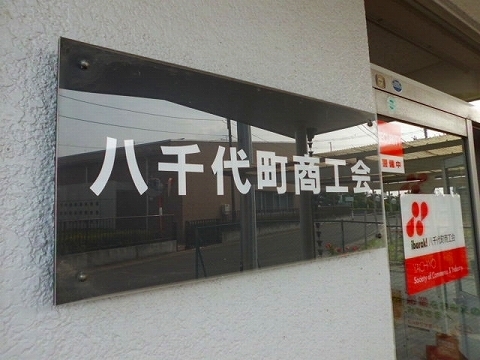 八千代町商工会
ibaraki 八千代町商工会
YACHIYO
Society of Commerce & Industry